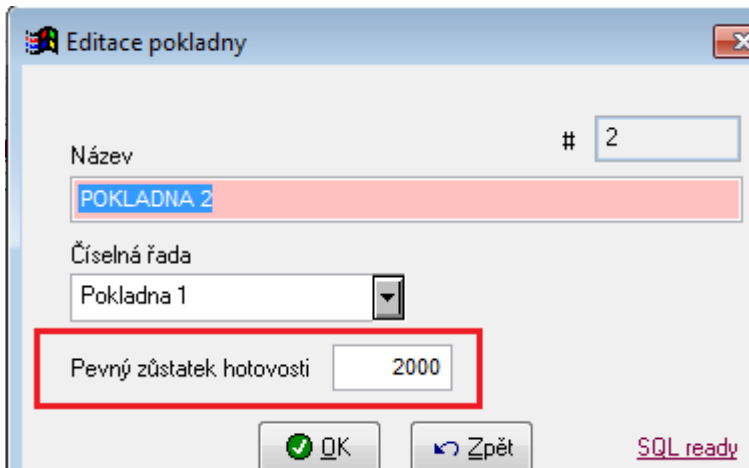 Editace pokladny
# 2
Název
POKLADNA 2
Číselná řada
Pokladna 1
Pevný zůstatek hotovosti 2000
OK Zpět SQL ready